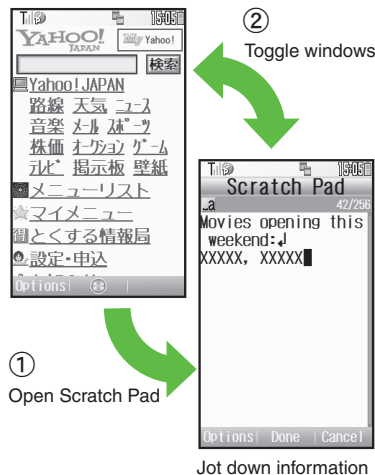 15:05
YAHOO!
JAPAN
My Yahoo!
検索
Yahoo! JAPAN
路線 天気 ニュース
音楽 メール スポーツ
株価 オークション ゲーム
テレビ 掲示板 壁紙
メニューリスト
マイメニュー
得とくする情報局
設定・申込
Options
②
Toggle windows
①
Open Scratch Pad
15:05
Scratch Pad
_a 42/256
Movies opening this
weekend:↲
XXXXX, XXXXX
Options Done Cancel
Jot down information